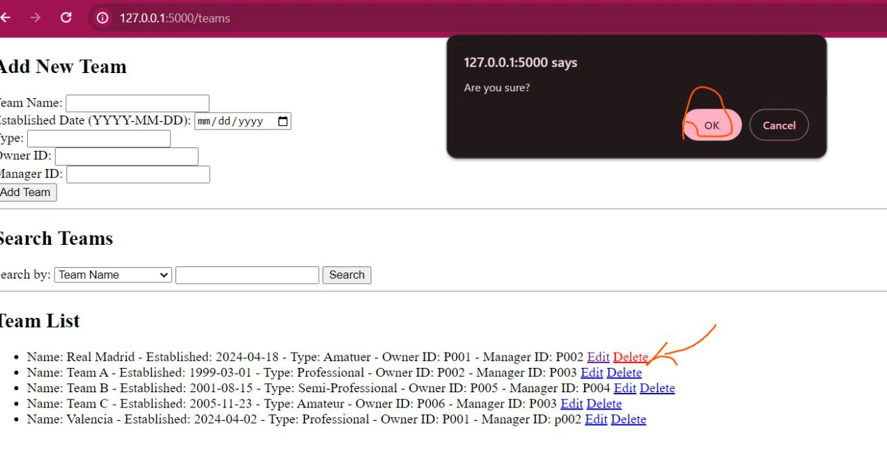 127.0.0.1:5000/teams
127.0.0.1:5000 says
Are you sure?
OK
Cancel
Add New Team
Team Name:
Established Date (YYYY-MM-DD): mm/dd/yyyy
Type:
Owner ID:
Manager ID:
Add Team
Search Teams
Search by: Team Name Search
Team List
Name: Real Madrid - Established: 2024-04-18 - Type: Amatuer - Owner ID: P001 - Manager ID: P002 Edit Delete
Name: Team A - Established: 1999-03-01 - Type: Professional - Owner ID: P002 - Manager ID: P003 Edit Delete
Name: Team B - Established: 2001-08-15 - Type: Semi-Professional - Owner ID: P005 - Manager ID: P004 Edit Delete
Name: Team C - Established: 2005-11-23 - Type: Amateur - Owner ID: P006 - Manager ID: P003 Edit Delete
Name: Valencia - Established: 2024-04-02 - Type: Professional - Owner ID: P001 - Manager ID: p002 Edit Delete